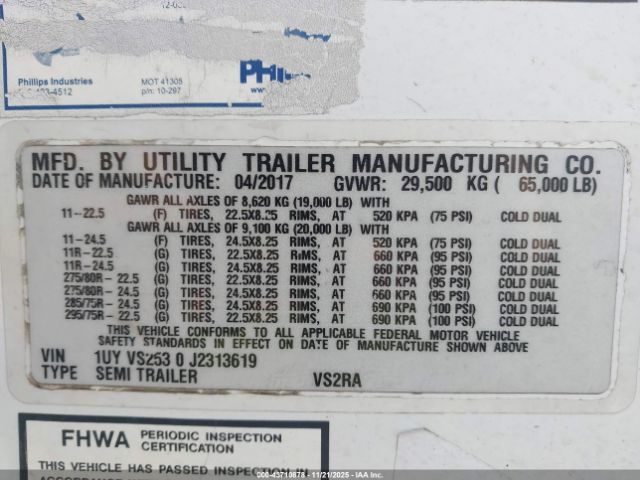 Phillips Industries
MOT 41305
-4512
p/n: 10-297
PHI
www.
MFD. BY UTILITY TRAILER MANUFACTURING CO.
DATE OF MANUFACTURE: 04/2017 GVWR: 29,500 KG ( 65,000 LB)
GAWR ALL AXLES OF 8,620 KG (19,000 LB) WITH
11-22.5 (F) TIRES, 22.5X8.25 RIMS, AT 520 KPA (75 PSI) COLD DUAL
GAWR ALL AXLES OF 9,100 KG (20,000 LB) WITH
11-24.5 (F) TIRES, 24.5X8.25 RIMS, AT 520 KPA (75 PSI) COLD DUAL
11R-22.5 (G) TIRES, 22.5X8.25 RIMS, AT 660 KPA (95 PSI) COLD DUAL
11R-24.5 (G) TIRES, 24.5X8.25 RIMS, AT 660 KPA (95 PSI) COLD DUAL
275/80R-22.5 (G) TIRES, 22.5X8.25 RIMS, AT 660 KPA (95 PSI) COLD DUAL
275/80R-24.5 (G) TIRES, 24.5X8.25 RIMS, AT 660 KPA (95 PSI) COLD DUAL
285/75R-24.5 (G) TIRES, 24.5X8.25 RIMS, AT 690 KPA (100 PSI) COLD DUAL
295/75R-22.5 (G) TIRES, 22.5X8.25 RIMS, AT 690 KPA (100 PSI) COLD DUAL
THIS VEHICLE CONFORMS TO ALL APPLICABLE FEDERAL MOTOR VEHICLE
SAFETY STANDARDS IN EFFECT ON DATE OF MANUFACTURE SHOWN ABOVE
VIN 1UY VS253 0 J2313619
TYPE SEMI TRAILER VS2RA
FHWA PERIODIC INSPECTION
CERTIFICATION
THIS VEHICLE HAS PASSED INSPECTION IN
000-43710878 - 11/21/2025 - IAAI.COM